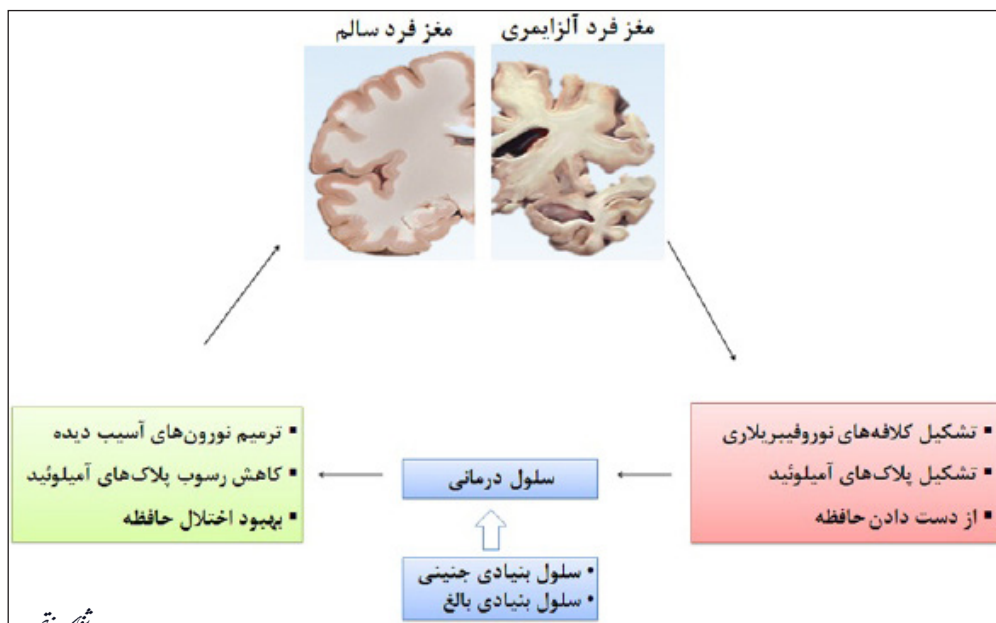 مغز فرد آلزایمری
مغز فرد سالم
▪ تشکیل کلافه‌های نوروفیبریلاری
▪ تشکیل پلاک‌های آمیلوئید
▪ از دست دادن حافظه
سلول درمانی
• سلول بنیادی جنینی
• سلول بنیادی بالغ
▪ ترمیم نورون‌های آسیب دیده
▪ کاهش رسوب پلاک‌های آمیلوئید
▪ بهبود اختلال حافظه